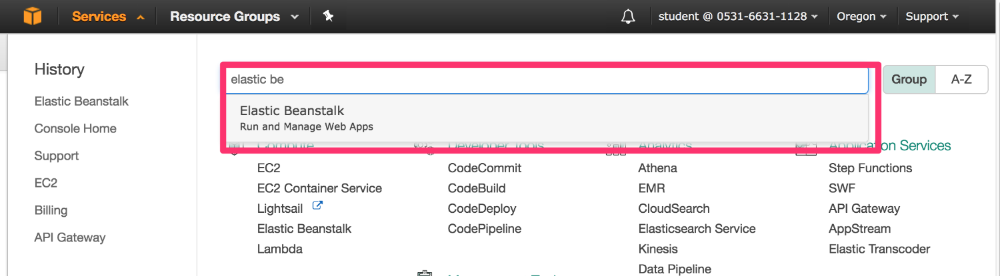 Services Resource Groups student @ 0531-6631-1128 Oregon Support
History
elastic be
Group A-Z
Elastic Beanstalk
Run and Manage Web Apps
Elastic Beanstalk
Console Home
Support
EC2
Billing
API Gateway
Compute Developer Tools Analytics Application Services
EC2 CodeCommit Athena Step Functions
EC2 Container Service CodeBuild EMR SWF
Lightsail CodeDeploy CloudSearch API Gateway
Elastic Beanstalk CodePipeline Elasticsearch Service AppStream
Lambda Kinesis Elastic Transcoder
Data Pipeline